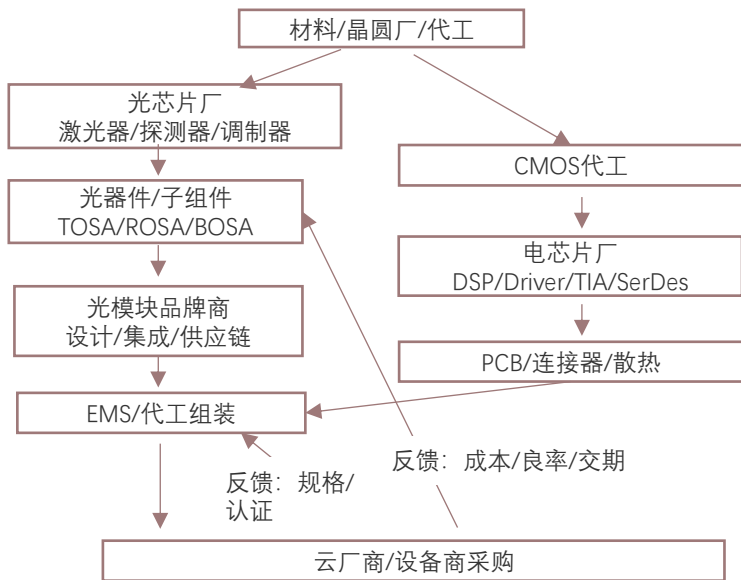 材料/晶圆厂/代工
光芯片厂
激光器/探测器/调制器
CMOS代工
光器件/子组件
TOSA/ROSA/BOSA
电芯片厂
DSP/Driver/TIA/SerDes
光模块品牌商
设计/集成/供应链
PCB/连接器/散热
EMS/代工组装
反馈：成本/良率/交期
反馈：规格/
认证
云厂商/设备商采购